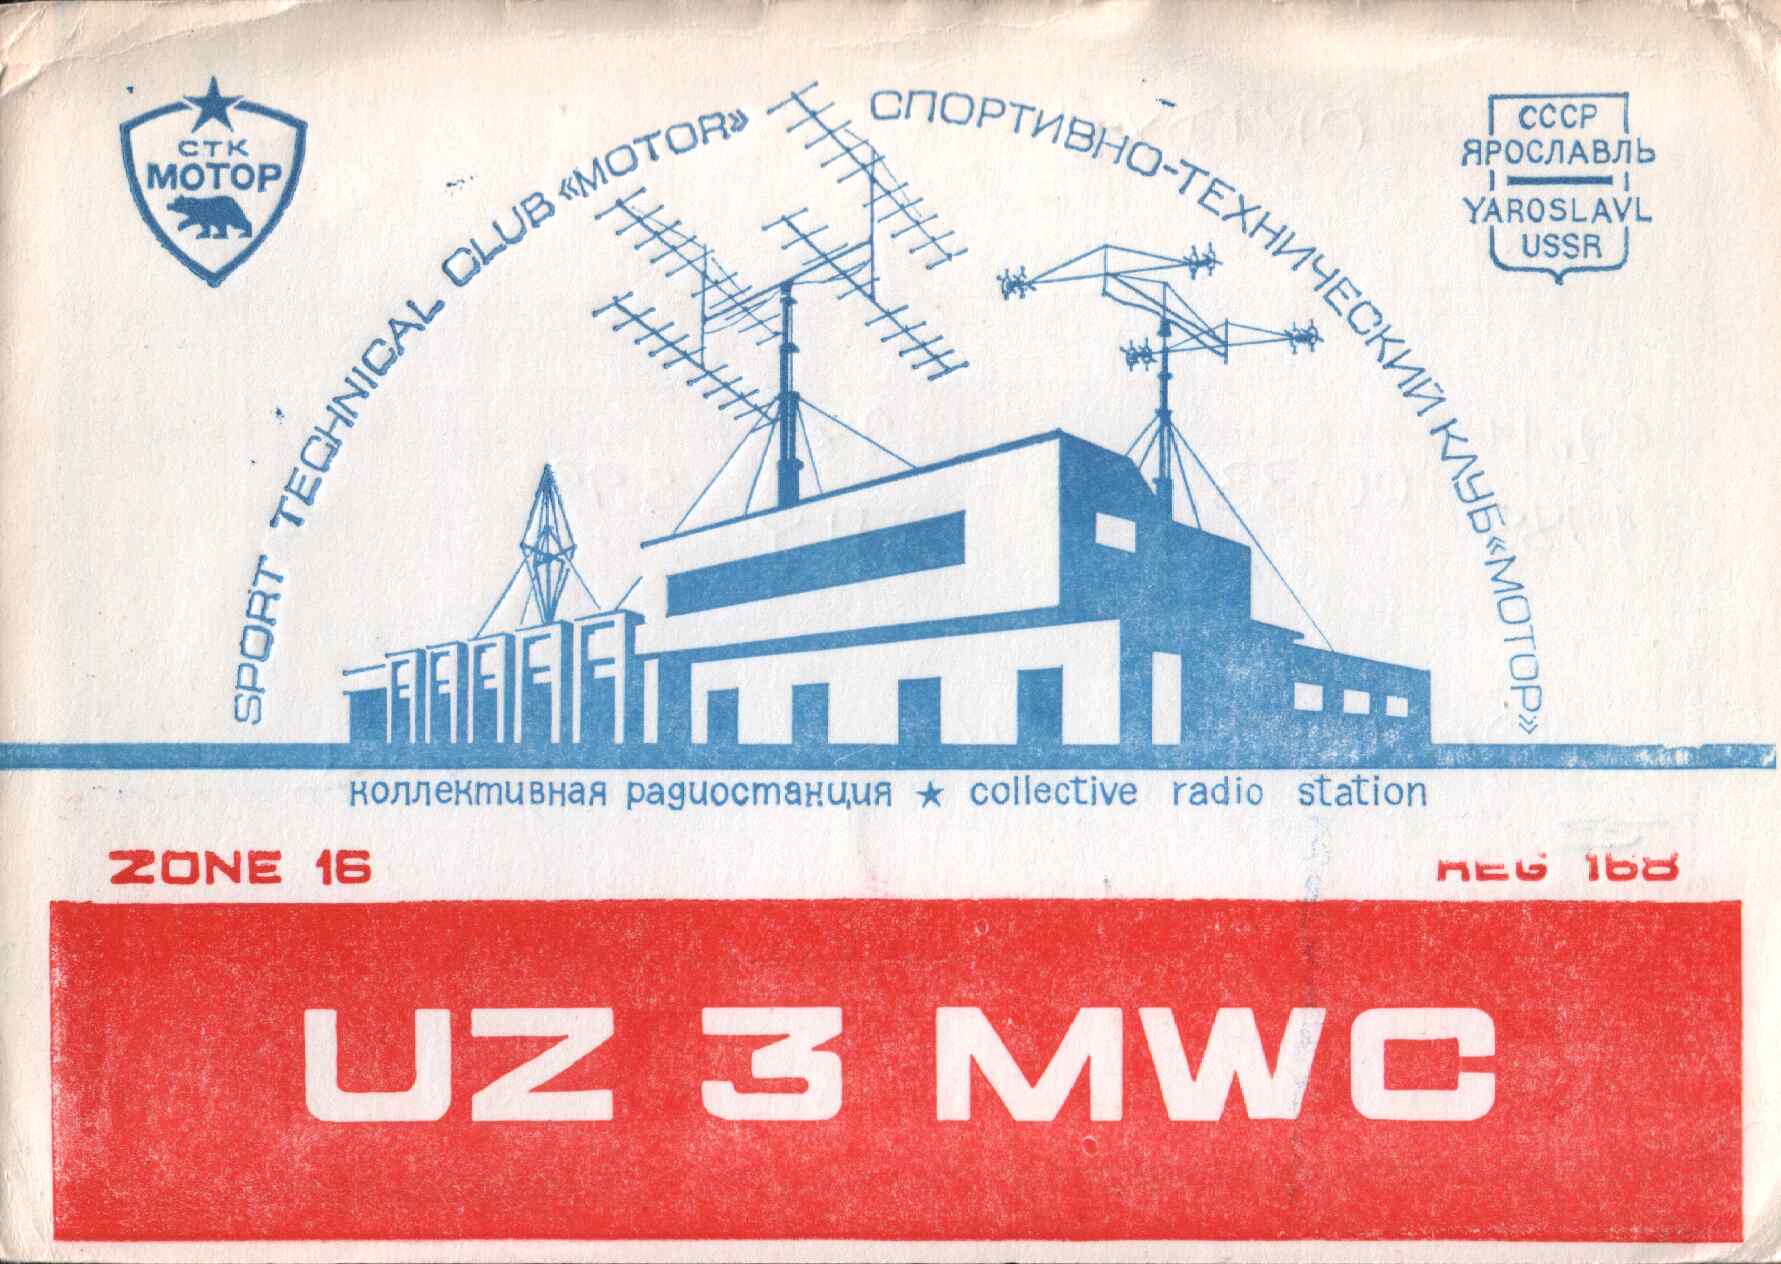 СТК
МОТОР
SPORT TECHNICAL CLUB «MOTOR»
СПОРТИВНО-ТЕХНИЧЕСКИЙ КЛУБ «МОТОР»
СССР
ЯРОСЛАВЛЬ
YAROSLAVL
USSR
коллективная радиостанция ★ collective radio station
ZONE 16
REG 168
UZ 3 MWC